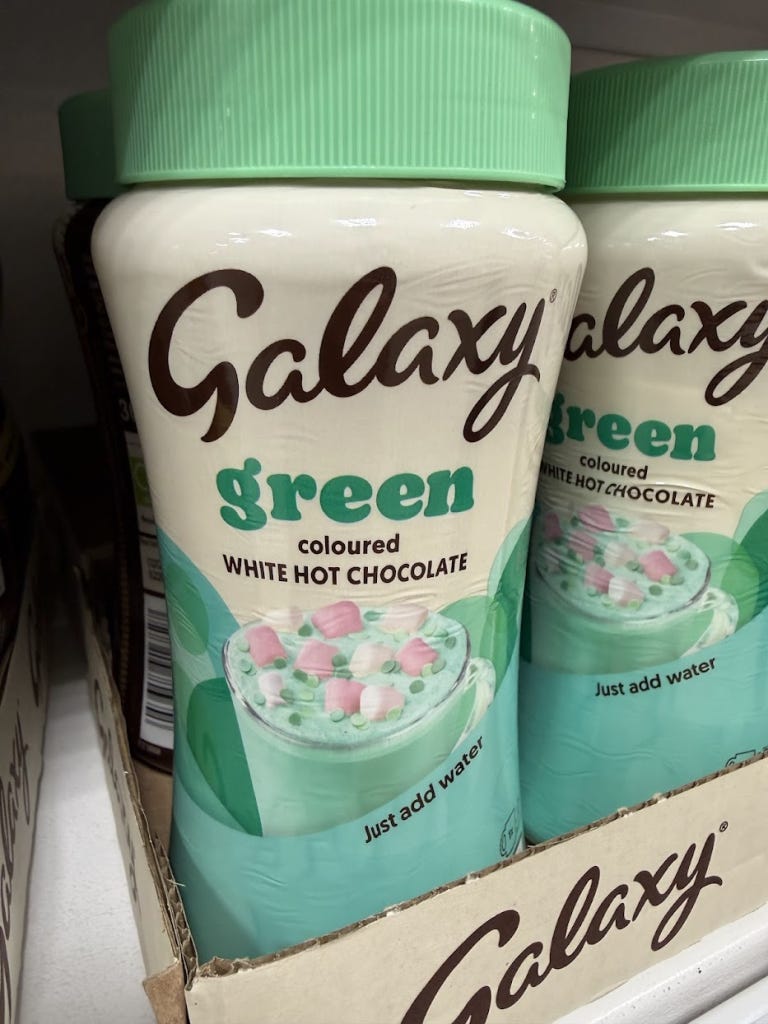 Galaxy®
green
coloured
WHITE HOT CHOCOLATE
Just add water
alaxy
green
coloured
WHITE HOT CHOCOLATE
Just add water
Galaxy®